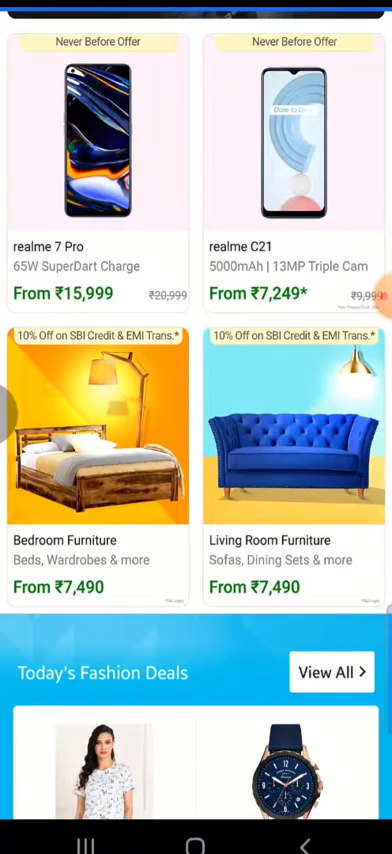 Never Before Offer
Never Before Offer
realme 7 Pro
65W SuperDart Charge
From ₹15,999 ₹20,999
realme C21
5000mAh | 13MP Triple Cam
From ₹7,249* ₹9,999
10% Off on SBI Credit & EMI Trans.*
10% Off on SBI Credit & EMI Trans.*
Bedroom Furniture
Beds, Wardrobes & more
From ₹7,490
Living Room Furniture
Sofas, Dining Sets & more
From ₹7,490
Today's Fashion Deals
View All >